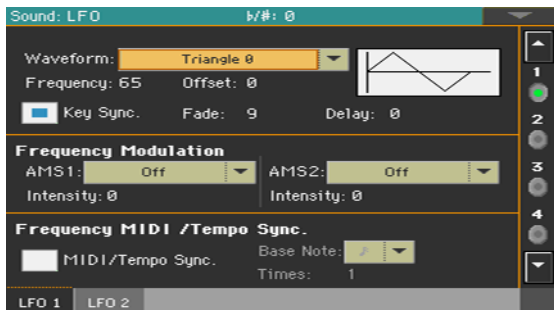 Sound: LFO ♭/#: 0
Waveform: Triangle 0
Frequency: 65 Offset: 0
Key Sync. Fade: 9 Delay: 0
Frequency Modulation
AMS1: Off AMS2: Off
Intensity: 0 Intensity: 0
Frequency MIDI /Tempo Sync.
MIDI/Tempo Sync. Base Note: ♪
Times: 1
LFO 1 LFO 2
1
2
3
4